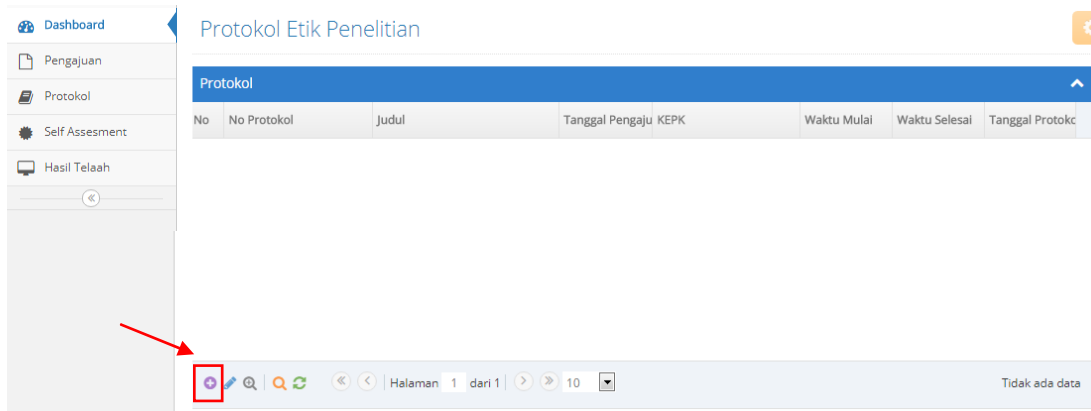 Dashboard
Pengajuan
Protokol
Self Assesment
Hasil Telaah
Protokol Etik Penelitian
Protokol
No No Protokol Judul Tanggal Pengaju KEPK Waktu Mulai Waktu Selesai Tanggal Protokc
Halaman 1 dari 1 10 Tidak ada data